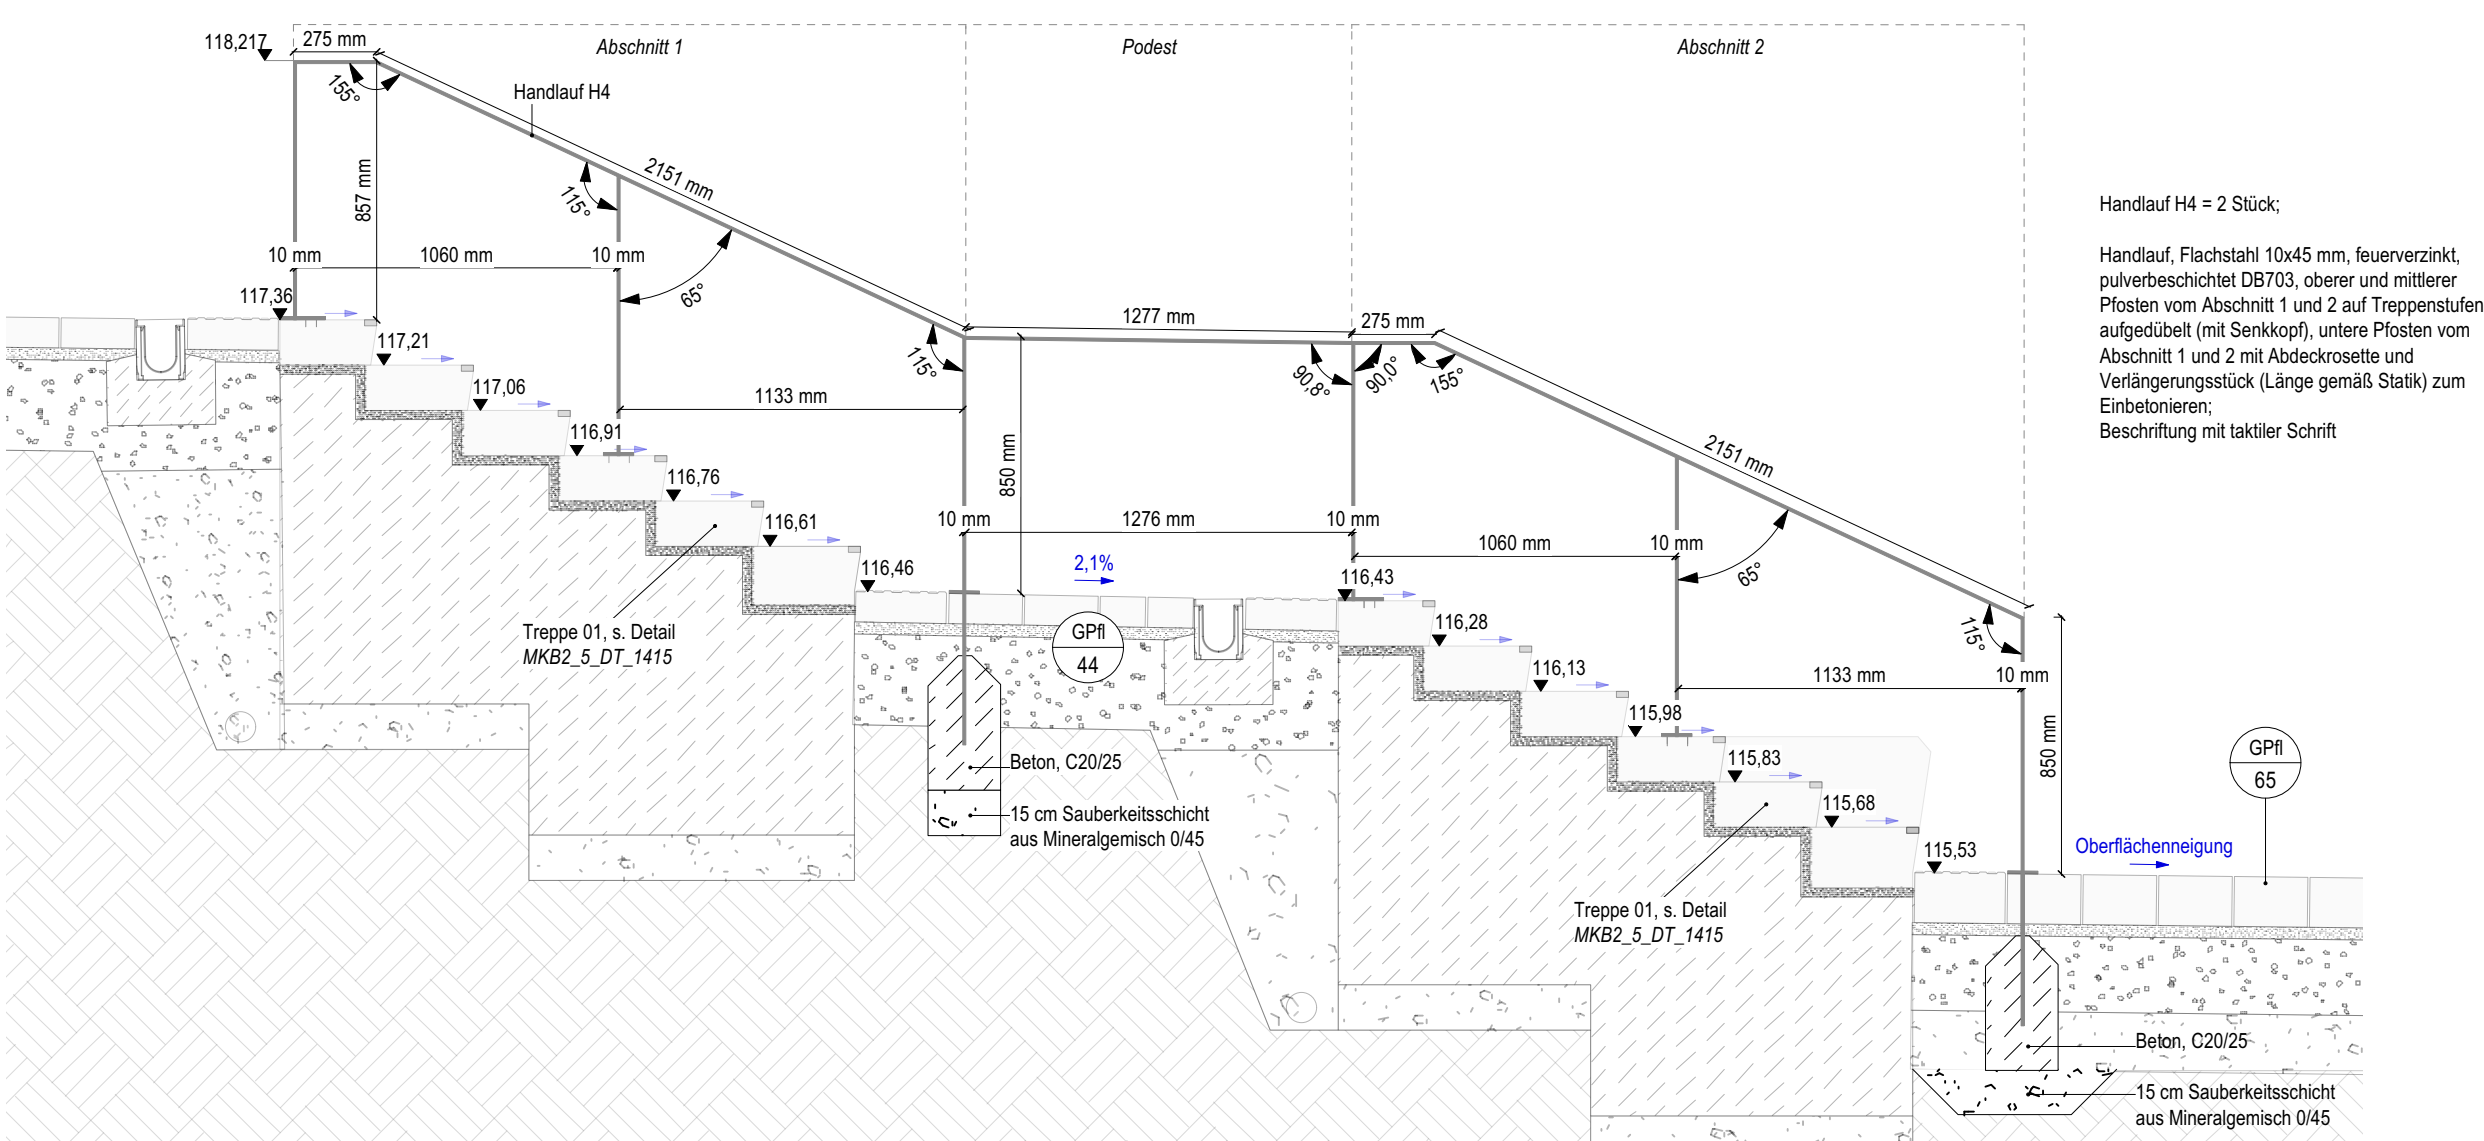 118,217
275 mm
Abschnitt 1
Podest
Abschnitt 2
155°
Handlauf H4
2151 mm
857 mm
115°
10 mm
1060 mm
10 mm
65°
117,36
117,21
117,06
116,91
116,76
116,61
116,46
115°
1133 mm
1277 mm
275 mm
90,8°
90,0°
155°
850 mm
10 mm
1276 mm
10 mm
2,1%
2151 mm
1060 mm
10 mm
65°
116,43
116,28
116,13
115,98
115,83
115,68
115,53
115°
1133 mm
10 mm
850 mm
Treppe 01, s. Detail
MKB2_5_DT_1415
GPfl
44
Beton, C20/25
15 cm Sauberkeitsschicht
aus Mineralgemisch 0/45
Treppe 01, s. Detail
MKB2_5_DT_1415
GPfl
65
Oberflächenneigung
Beton, C20/25
15 cm Sauberkeitsschicht
aus Mineralgemisch 0/45
Handlauf H4 = 2 Stück;
Handlauf, Flachstahl 10x45 mm, feuerverzinkt,
pulverbeschichtet DB703, oberer und mittlerer
Pfosten vom Abschnitt 1 und 2 auf Treppenstufen
aufgedübelt (mit Senkkopf), untere Pfosten vom
Abschnitt 1 und 2 mit Abdeckrosette und
Verlängerungsstück (Länge gemäß Statik) zum
Einbetonieren;
Beschriftung mit taktiler Schrift